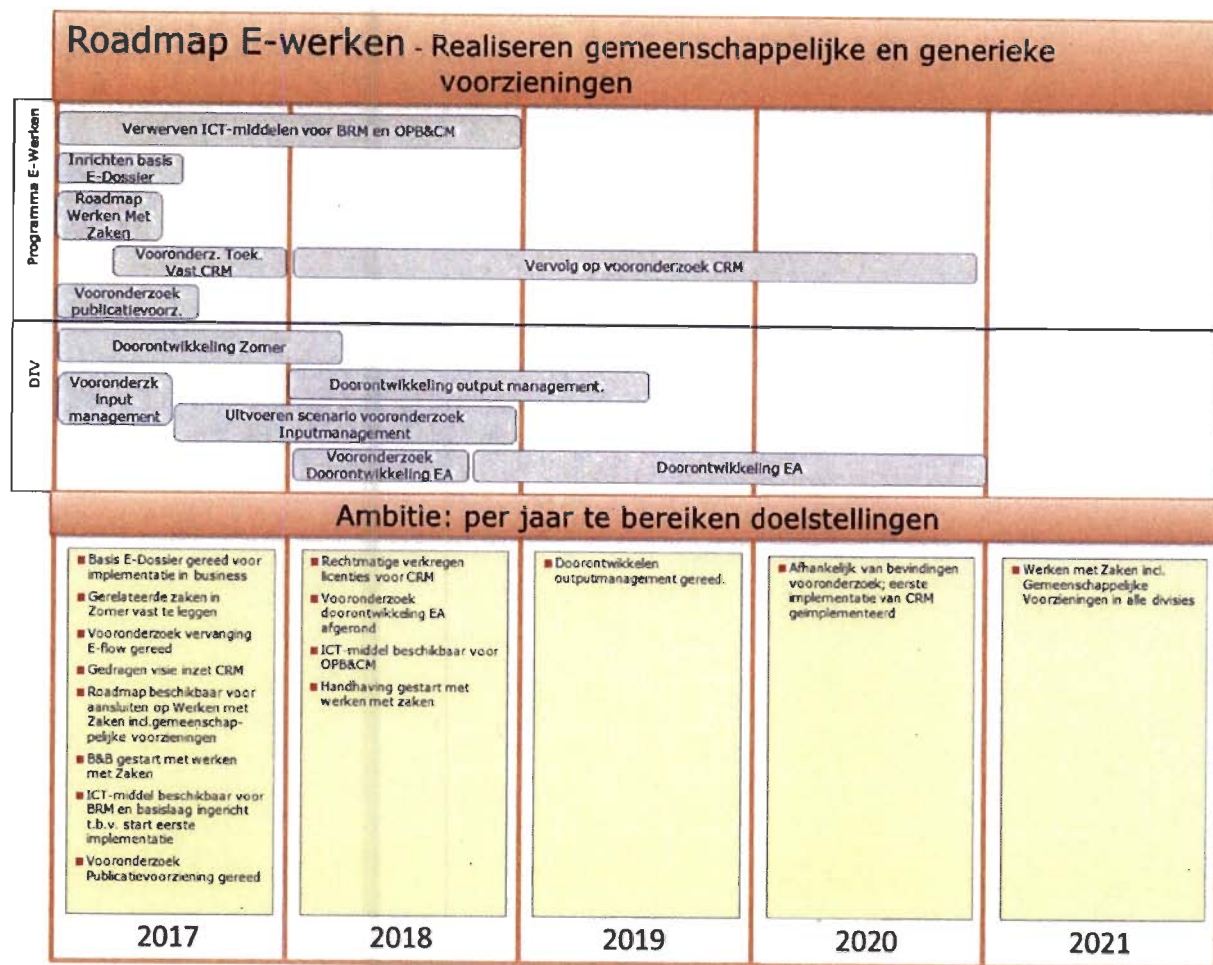 Roadmap E-werken - Realiseren gemeenschappelijke en generieke
voorzieningen
Programma E-Werken
Verwerven ICT-middelen voor BRM en OPB&CM
Inrichten basis
E-Dossier
Roadmap
Werken Met
Zaken
Vooronderz. Toek.
Vast CRM
Vervolg op vooronderzoek CRM
Vooronderzoek
publicatievoorz.
DIV
Doorontwikkeling Zomer
Vooronderzk
Input
management
Doorontwikkeling output management.
Uitvoeren scenario vooronderzoek
Inputmanagement
Vooronderzoek
Doorontwikkeling EA
Doorontwikkeling EA
Ambitie: per jaar te bereiken doelstellingen
Basis E-Dossier gereed voor
implementatie in business
Gerelateerde zaken in
Zomer vast te leggen
Vooronderzoek vervanging
E-flow gereed
Gedragen visie inzet CRM
Roadmap beschikbaar voor
aansluiten op Werken met
Zaken incl.gemeenschap-
pelijke voorzieningen
B&B gestart met werken
met Zaken
ICT-middel beschikbaar voor
BRM en basislaag ingericht
t.b.v. start eerste
implementatie
Vooronderzoek
Publicatievoorziening gereed
Rechtmatige verkregen
licenties voor CRM
Vooronderzoek
doorontwikkeling EA
afgerond
ICT-middel beschikbaar voor
OPB&CM
Handhaving gestart met
werken met zaken
Doorontwikkelen
outputmanagement gereed.
Afhankelijk van bevindingen
vooronderzoek; eerste
implementatie van CRM
geimplementeerd
Werken met Zaken incl.
Gemeenschappelijke
Voorzieningen in alle divisies
2017
2018
2019
2020
2021